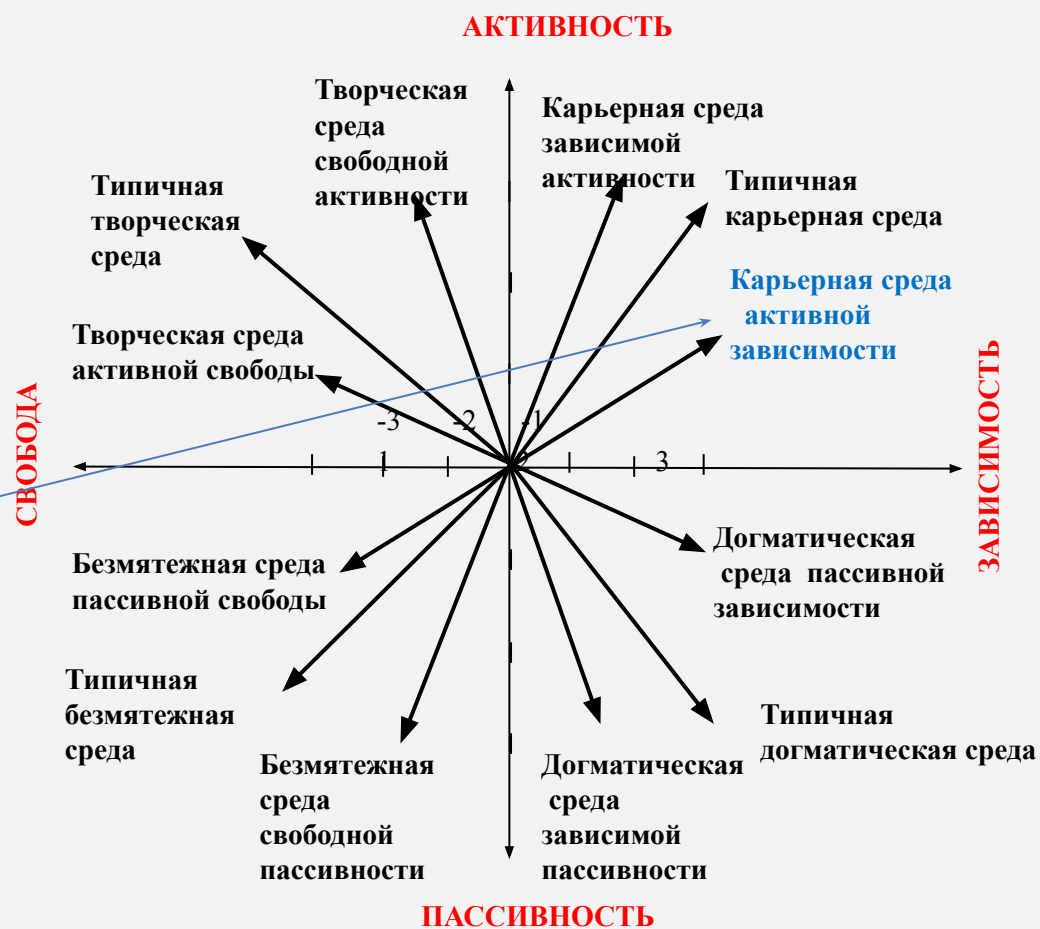 АКТИВНОСТЬ
Творческая
среда
свободной
активности
Карьерная среда
зависимой
активности
Типичная
творческая
среда
Типичная
карьерная среда
Карьерная среда
активной
зависимости
Творческая среда
активной свободы
СВОБОДА
ЗАВИСИМОСТЬ
-3 -2 -1
1 2 3
Безмятежная среда
пассивной свободы
Догматическая
среда пассивной
зависимости
Типичная
безмятежная
среда
Типичная
догматическая среда
Безмятежная
среда
свободной
пассивности
Догматическая
среда
зависимой
пассивности
ПАССИВНОСТЬ